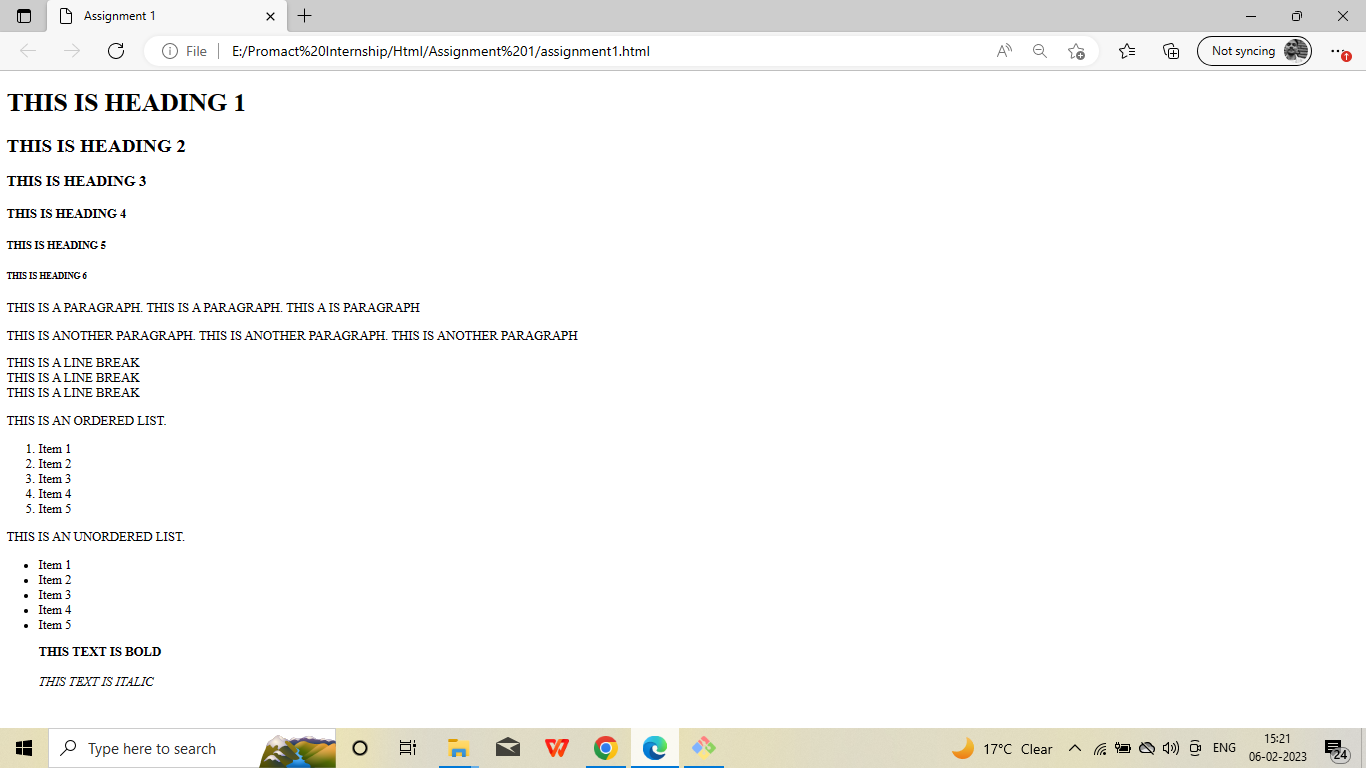 Assignment 1
File
E:/Promact%20Internship/Html/Assignment%201/assignment1.html
Not syncing
THIS IS HEADING 1
THIS IS HEADING 2
THIS IS HEADING 3
THIS IS HEADING 4
THIS IS HEADING 5
THIS IS HEADING 6
THIS IS A PARAGRAPH. THIS IS A PARAGRAPH. THIS A IS PARAGRAPH
THIS IS ANOTHER PARAGRAPH. THIS IS ANOTHER PARAGRAPH. THIS IS ANOTHER PARAGRAPH
THIS IS A LINE BREAK
THIS IS A LINE BREAK
THIS IS A LINE BREAK
THIS IS AN ORDERED LIST.
1. Item 1
2. Item 2
3. Item 3
4. Item 4
5. Item 5
THIS IS AN UNORDERED LIST.
• Item 1
• Item 2
• Item 3
• Item 4
• Item 5
THIS TEXT IS BOLD
THIS TEXT IS ITALIC
Type here to search
17°C Clear
ENG
15:21
06-02-2023
24